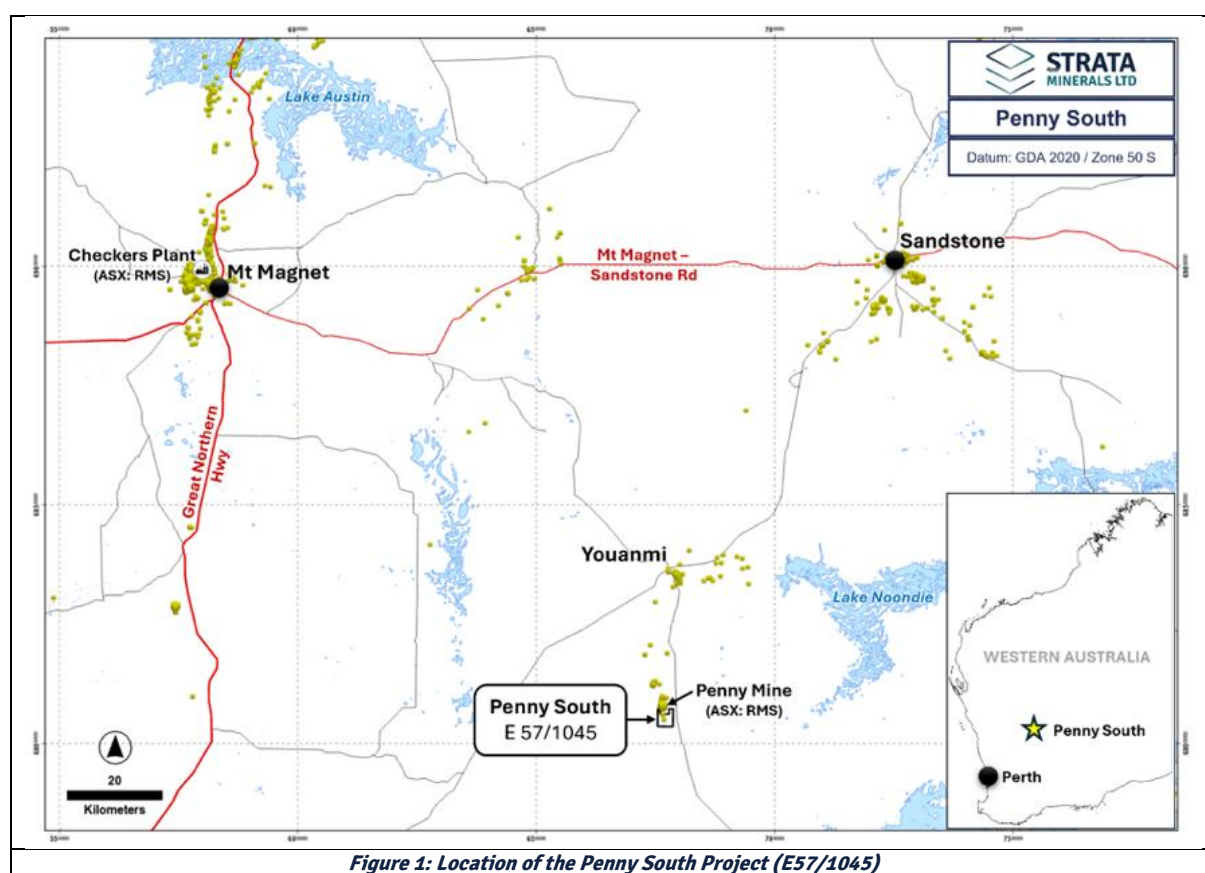 STRATA
MINERALS LTD
Penny South
Datum: GDA 2020 / Zone 50 S
Lake Austin
Checkers Plant
(ASX: RMS)
Mt Magnet
Mt Magnet –
Sandstone Rd
Sandstone
Great Northern
Hwy
Youanmi
Lake Noondie
Penny South
E 57/1045
Penny Mine
(ASX: RMS)
WESTERN AUSTRALIA
Penny South
Perth
20
Kilometers
Figure 1: Location of the Penny South Project (E57/1045)